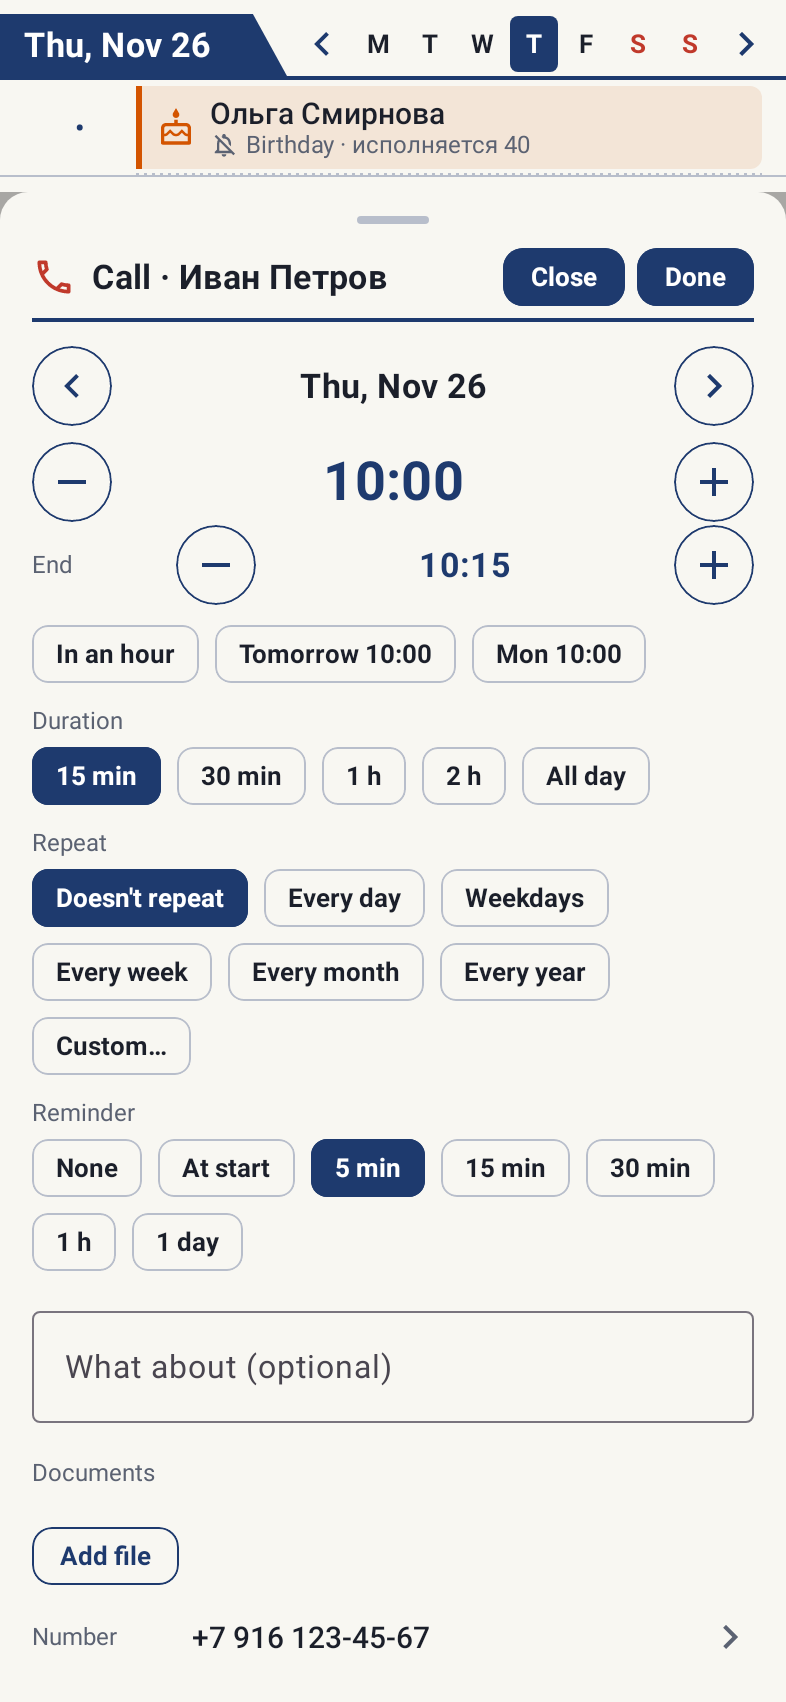 Thu, Nov 26 M T W T F S S
Ольга Смирнова
Birthday · исполняется 40
Call · Иван Петров Close Done
Thu, Nov 26
10:00
End 10:15
In an hour Tomorrow 10:00 Mon 10:00
Duration
15 min 30 min 1 h 2 h All day
Repeat
Doesn't repeat Every day Weekdays
Every week Every month Every year
Custom...
Reminder
None At start 5 min 15 min 30 min
1 h 1 day
What about (optional)
Documents
Add file
Number +7 916 123-45-67